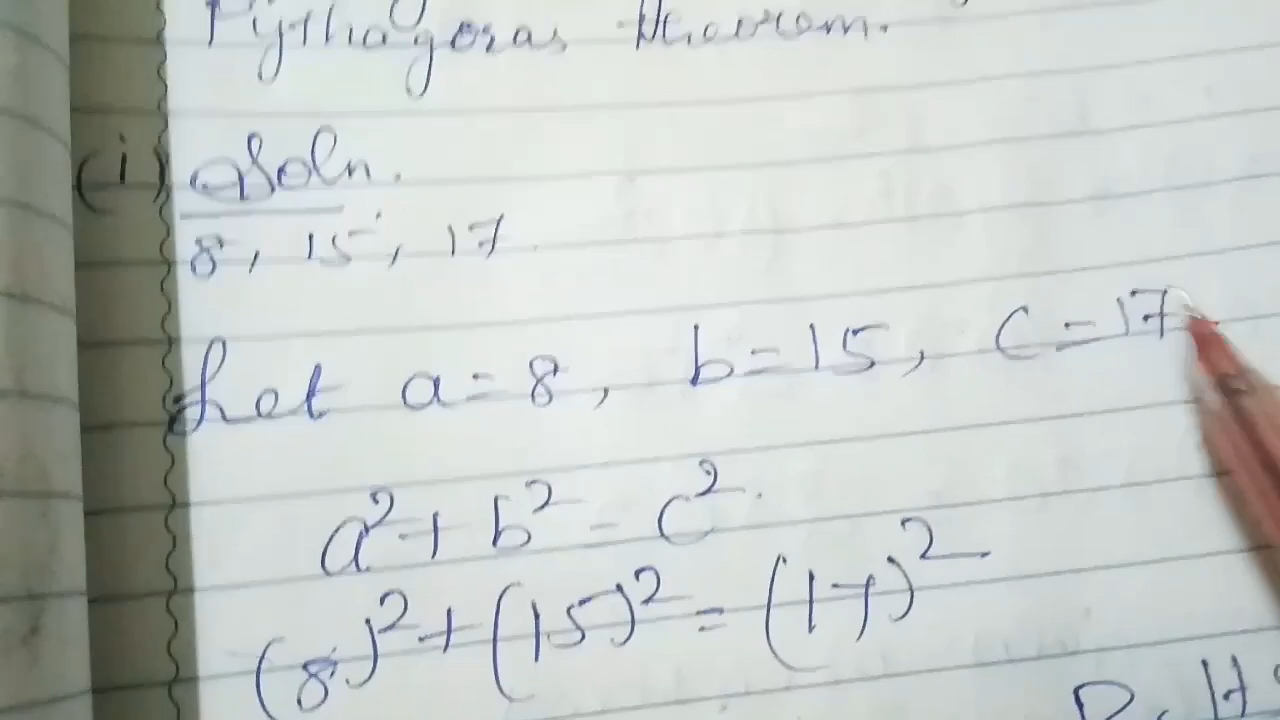 Pythagoras theorem.
(i) Soln.
8, 15, 17.
Let a = 8, b = 15, c = 17
a² + b² = c².
(8)² + (15)² = (17)²